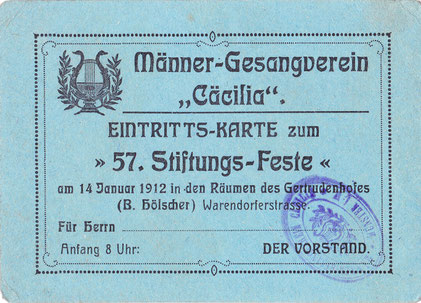 Männer-Gesangverein
„Cäcilia“.
EINTRITTS-KARTE zum
» 57. Stiftungs-Feste «
am 14 Januar 1912 in den Räumen des Gertrudenhofes
(B. Hölscher) Warendorferstrasse.
Für Herrn
Anfang 8 Uhr: DER VORSTAND.